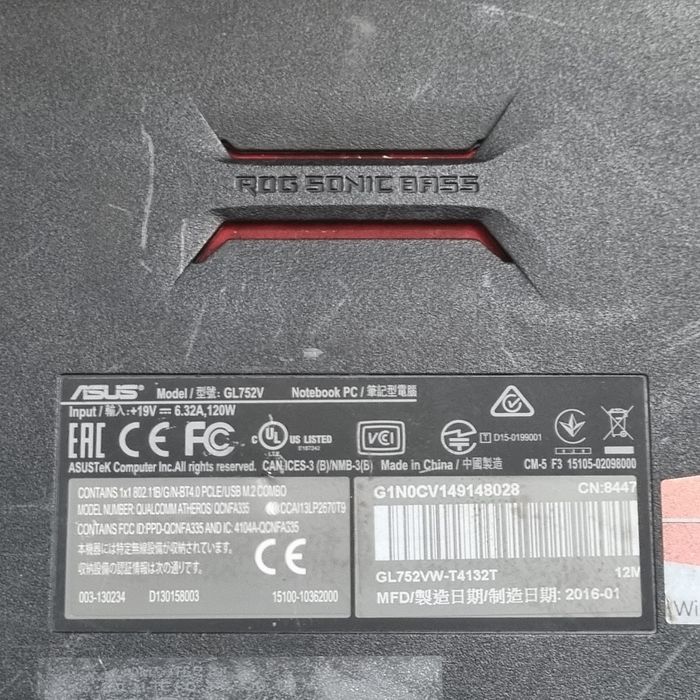 ROG SONIC BASS
ASUS Model / 型號: GL752V Notebook PC / 筆記型電腦
Input / 輸入: +19V ⎓ 6.32A,120W
EAC CE FC C UL US LISTED VCI T D15-0199001
LTE E187242
ASUSTeK Computer Inc.All rights reserved. CAN ICES-3 (B)/NMB-3(B) Made in China / 中國製造 CM-5 F3 15105-02098000
CONTAINS 1x1 802.11B/G/N-BT4.0 PCLE/USB M.2 COMBO
MODEL NUMBER: QUALCOMM ATHEROS/ QCNFA335 CCAI13LP2670T9
CONTAINS FCC ID:PPD-QCNFA335 AND IC: 4104A-QCNFA335
本機器には特定無線設備が収納されています.
収納設備の認証情報は次の通りです. CE
003-130234 D130158003 15100-10362000
G1N0CV149148028 CN:8447
GL752VW-T4132T 12M
MFD/製造日期/制造日期: 2016-01
Wi